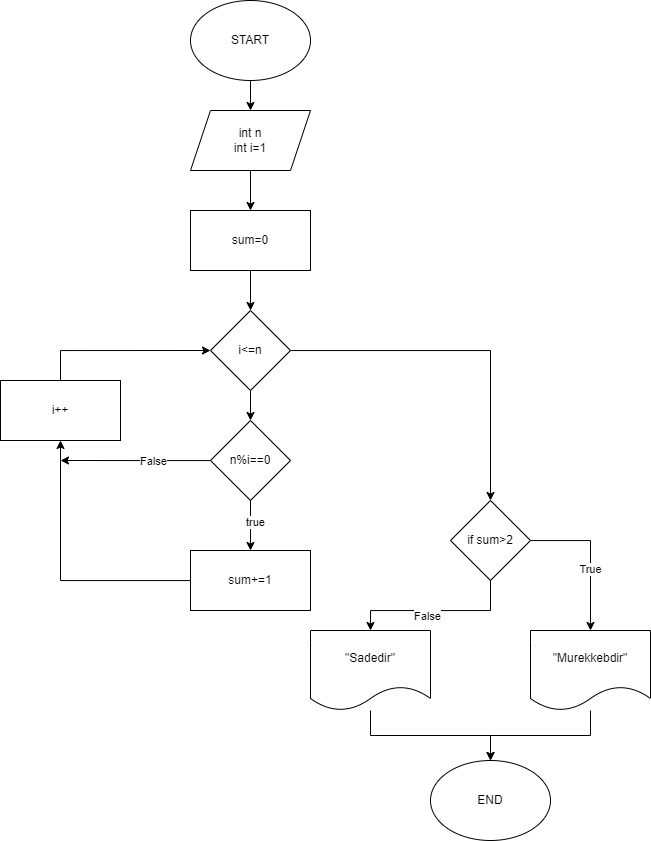 START
int n
int i=1
sum=0
i<=n
i++
n%i==0
False
true
sum+=1
if sum>2
True
False
"Sadedir"
"Murekkebdir"
END